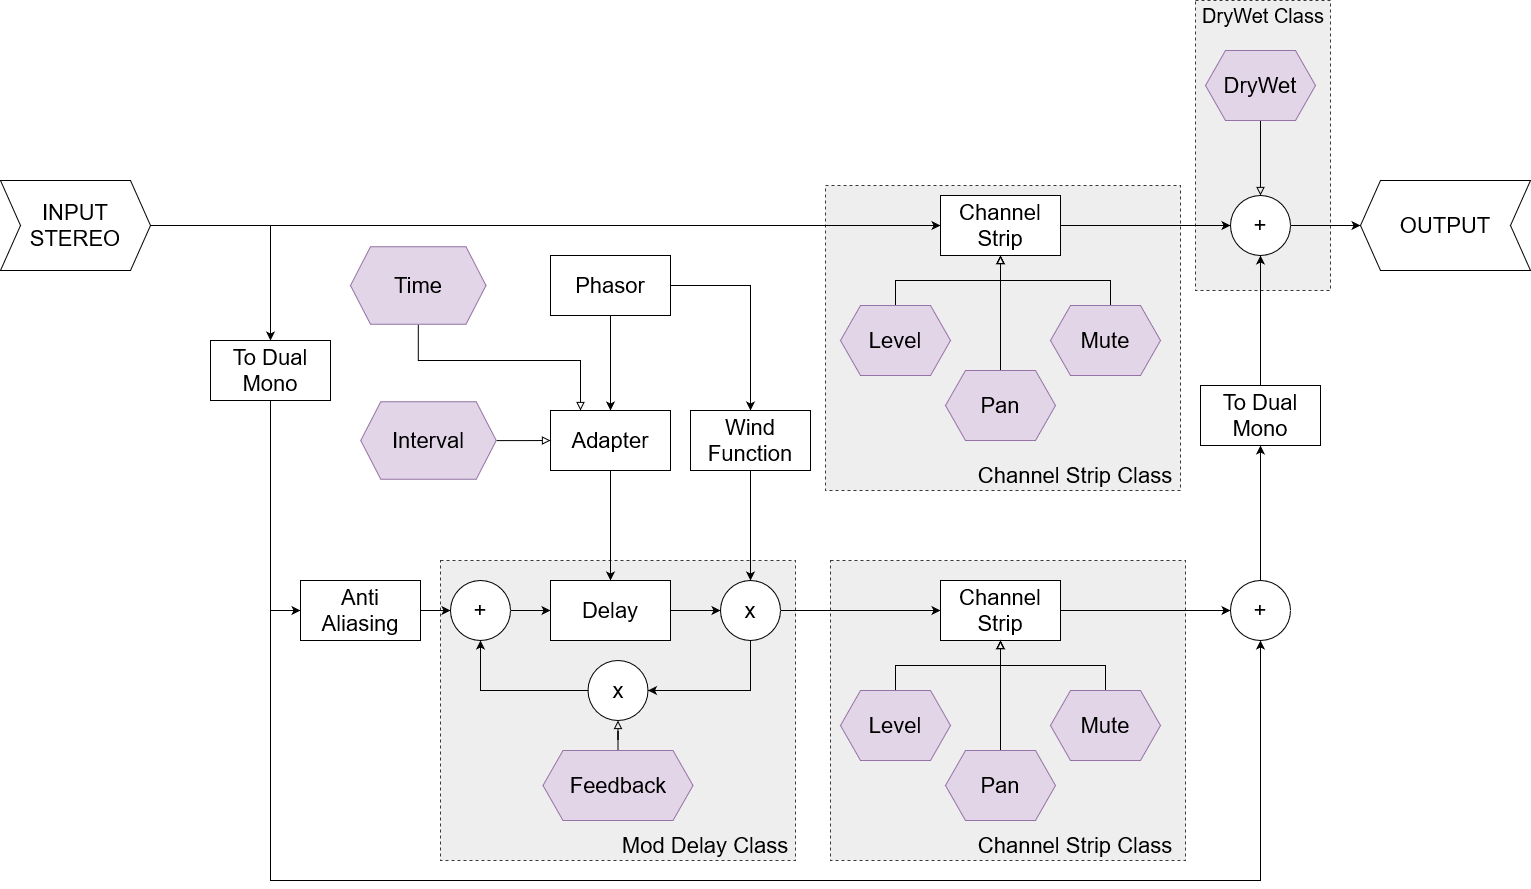 DryWet Class
DryWet
INPUT
STEREO
Channel
Strip
+
OUTPUT
Time
Phasor
Level
Mute
Pan
To Dual
Mono
To Dual
Mono
Interval
Adapter
Wind
Function
Channel Strip Class
Anti
Aliasing
+
Delay
x
Channel
Strip
+
x
Level
Mute
Feedback
Pan
Mod Delay Class
Channel Strip Class